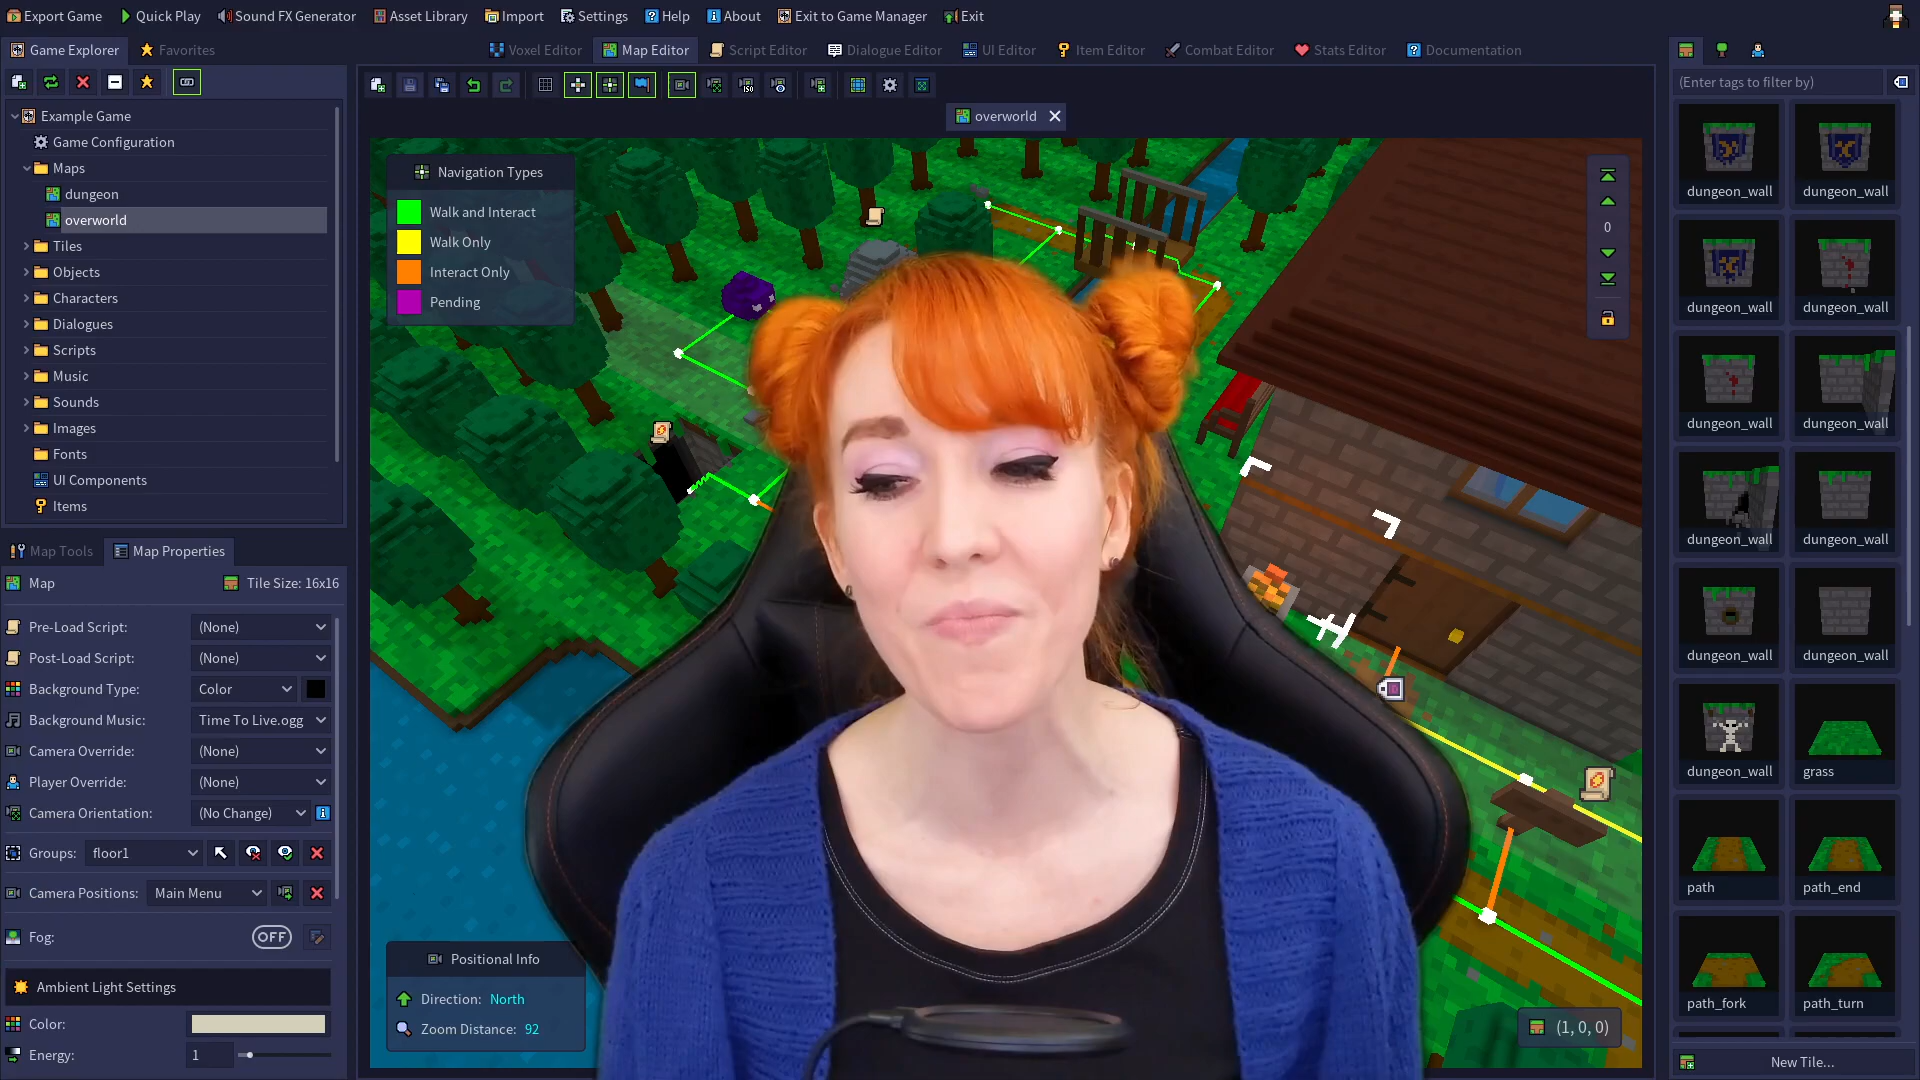 Export Game Quick Play Sound FX Generator Asset Library Import Settings Help About Exit to Game Manager Exit
Game Explorer Favorites
Voxel Editor Map Editor Script Editor Dialogue Editor UI Editor Item Editor Combat Editor Stats Editor Documentation
(Enter tags to filter by)
ISO
overworld
Example Game
Game Configuration
Maps
dungeon
overworld
Tiles
Objects
Characters
Dialogues
Scripts
Music
Sounds
Images
Fonts
UI Components
Items
Map Tools Map Properties
Map Tile Size: 16x16
Pre-Load Script: (None)
Post-Load Script: (None)
Background Type: Color
Background Music: Time To Live.ogg
Camera Override: (None)
Player Override: (None)
Camera Orientation: (No Change)
Groups: floor1
Camera Positions: Main Menu
Fog: OFF
Ambient Light Settings
Color:
Energy: 1
Navigation Types
Walk and Interact
Walk Only
Interact Only
Pending
0
Positional Info
Direction: North
Zoom Distance: 92
(1, 0, 0)
dungeon_wall dungeon_wall
dungeon_wall dungeon_wall
dungeon_wall dungeon_wall
dungeon_wall dungeon_wall
dungeon_wall dungeon_wall
dungeon_wall grass
path path_end
path_fork path_turn
New Tile...